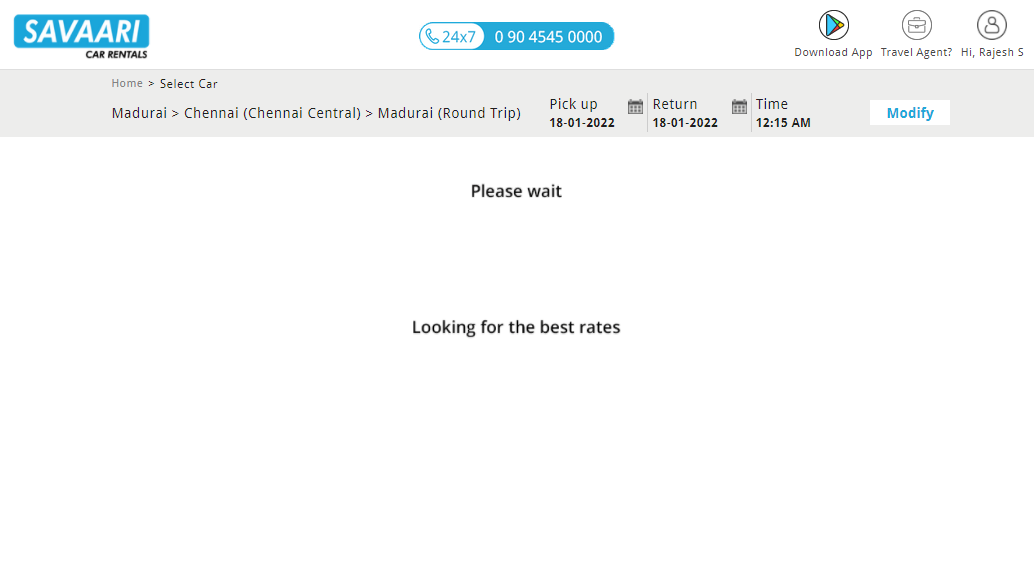 SAVAARI
CAR RENTALS
24x7 0 90 4545 0000
Download App
Travel Agent?
Hi, Rajesh S
Home > Select Car
Madurai > Chennai (Chennai Central) > Madurai (Round Trip)
Pick up
18-01-2022
Return
18-01-2022
Time
12:15 AM
Modify
Please wait
Looking for the best rates